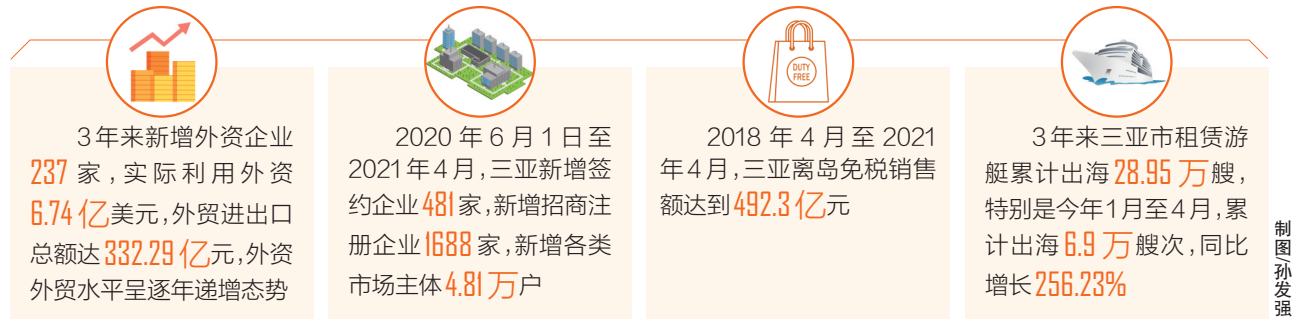 3年来新增外资企业
237家，实际利用外资
6.74亿美元，外贸进出口
总额达332.29亿元，外资
外贸水平呈逐年递增态势
2020年6月1日至
2021年4月，三亚新增签
约企业481家，新增招商注
册企业1688家，新增各类
市场主体4.81万户
DUTY
FREE
2018年4月至2021
年4月，三亚离岛免税销售
额达到492.3亿元
3年来三亚市租赁游
艇累计出海28.95万艘，
特别是今年1月至4月，累
计出海6.9万艘次，同比
增长256.23%
制图/孙发强